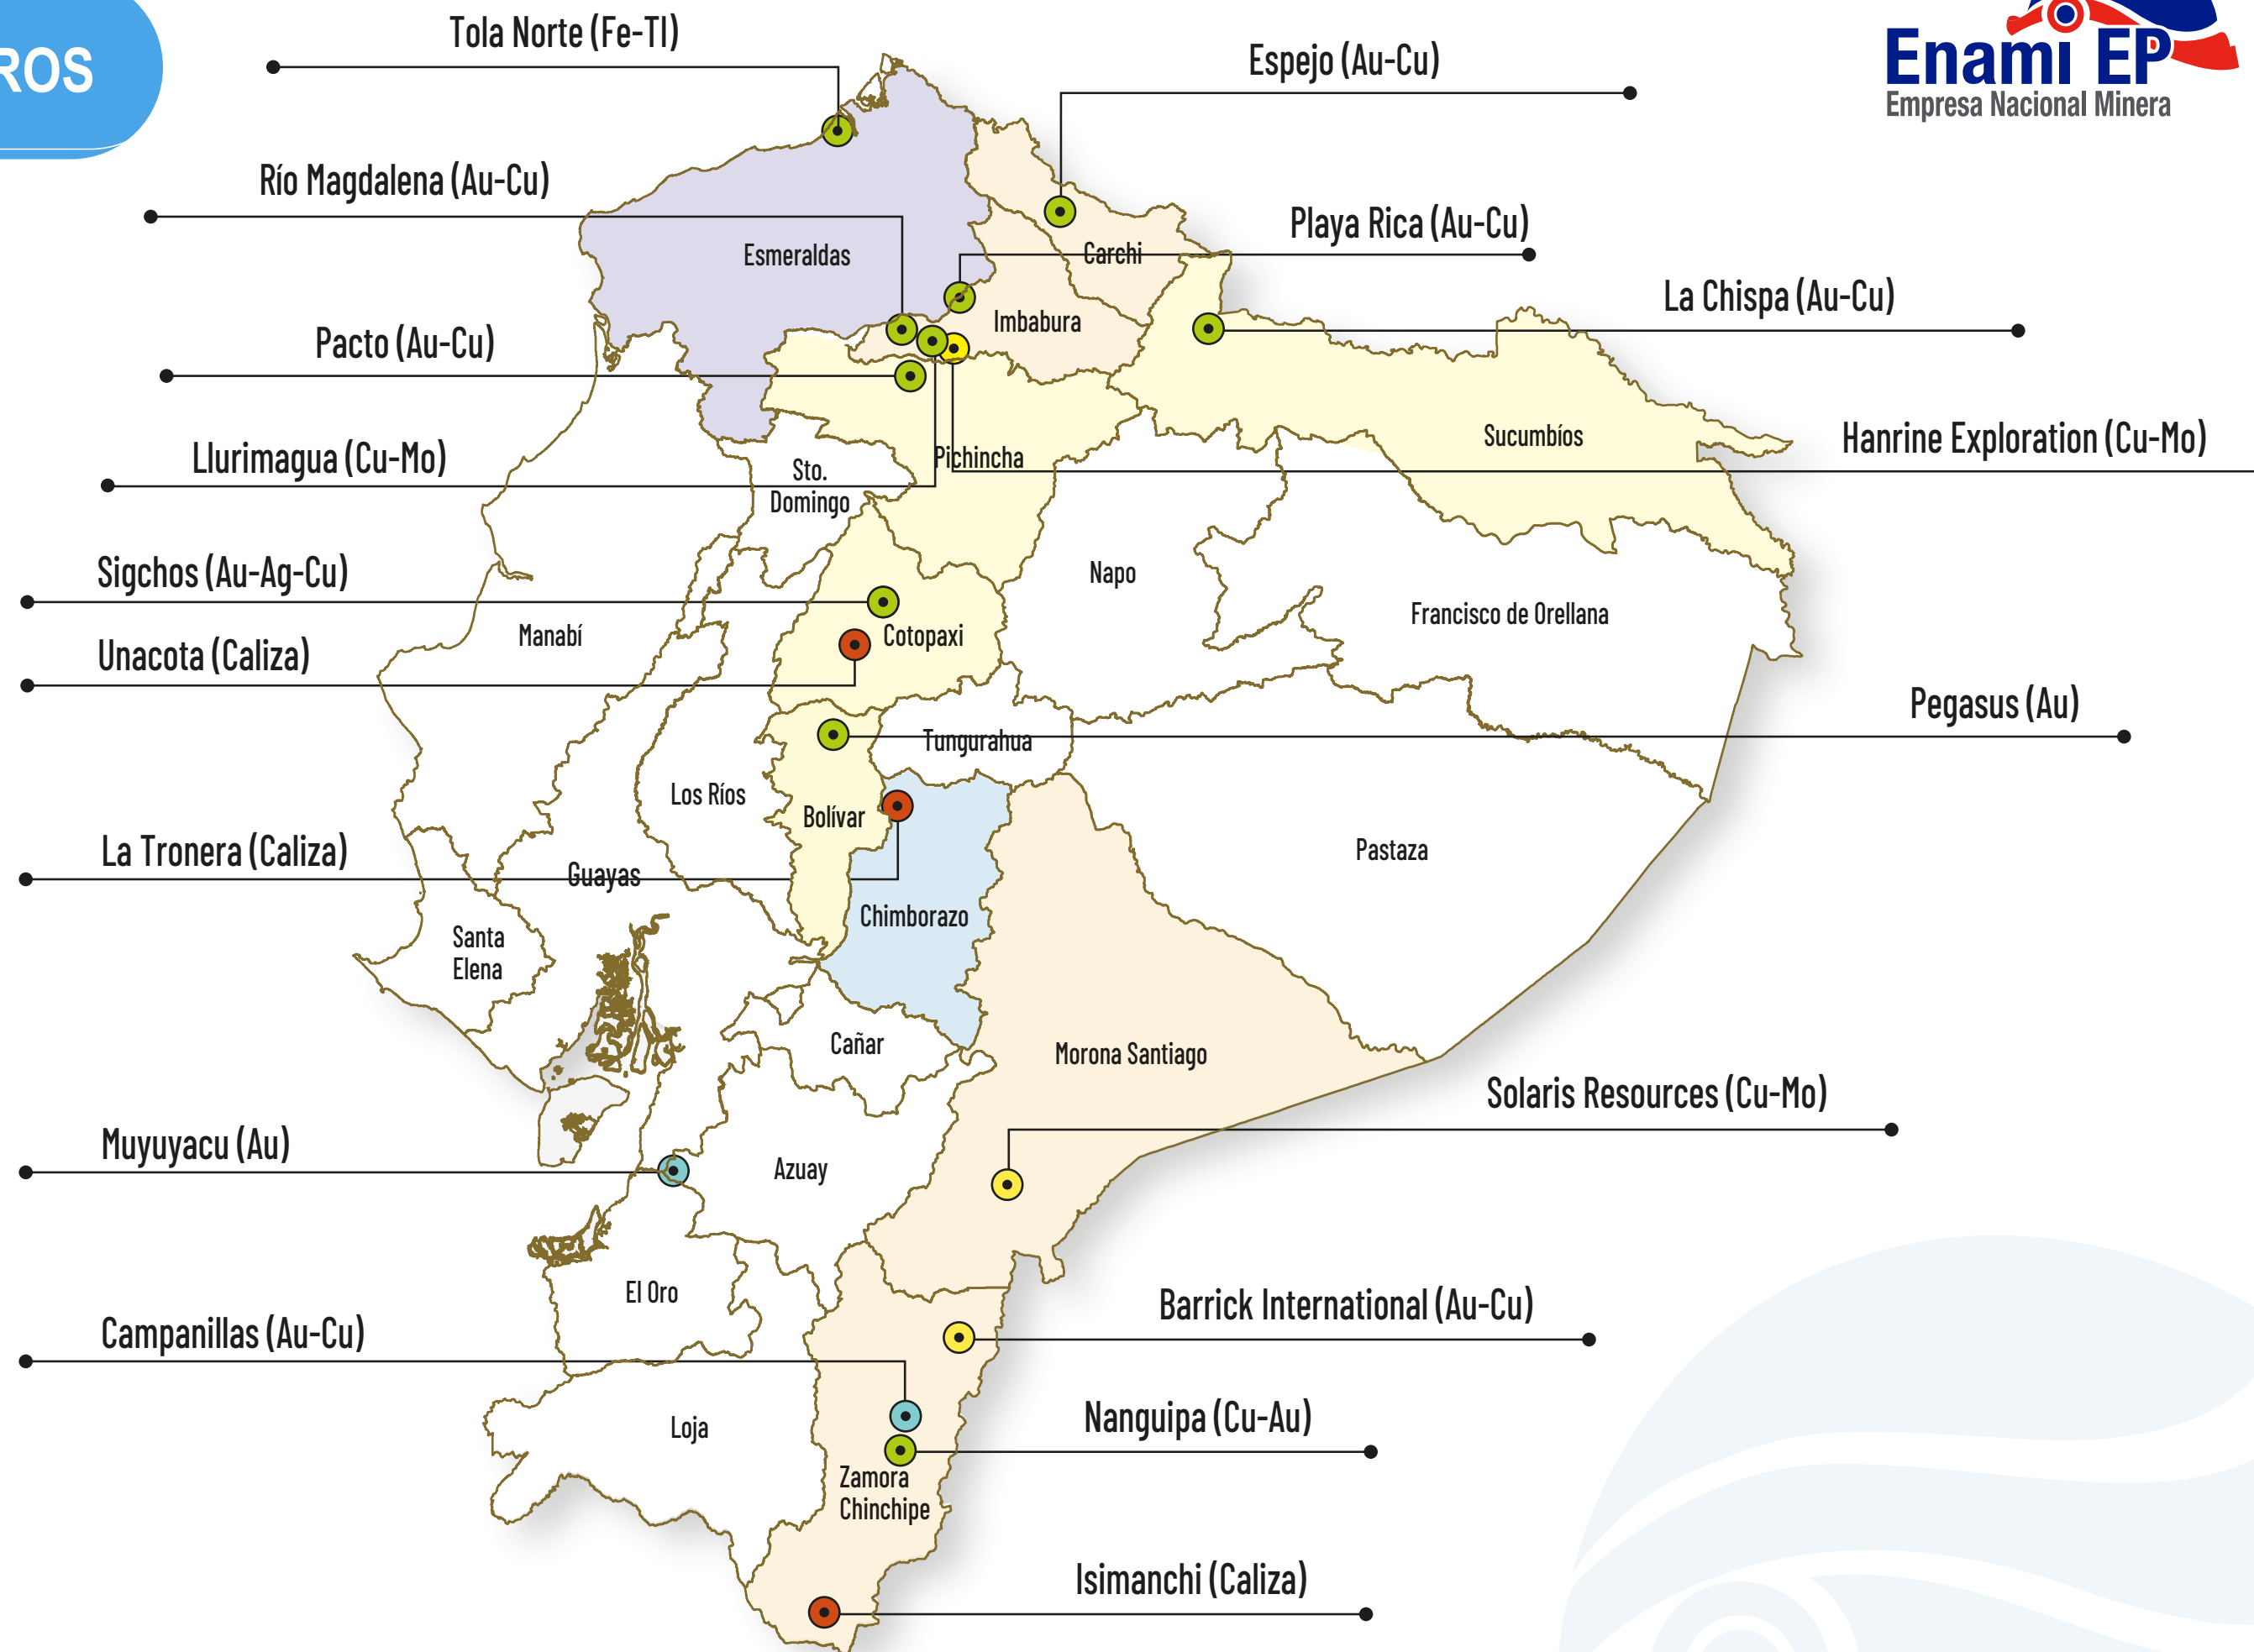 ROS
Enami EP
Empresa Nacional Minera
Tola Norte (Fe-TI)
Espejo (Au-Cu)
Río Magdalena (Au-Cu)
Playa Rica (Au-Cu)
Esmeraldas
Carchi
La Chispa (Au-Cu)
Imbabura
Pacto (Au-Cu)
Sucumbíos
Hanrine Exploration (Cu-Mo)
Llurimagua (Cu-Mo)
Pichincha
Sto.
Domingo
Sigchos (Au-Ag-Cu)
Napo
Francisco de Orellana
Manabí
Cotopaxi
Unacota (Caliza)
Pegasus (Au)
Tungurahua
Los Ríos
Bolívar
La Tronera (Caliza)
Guayas
Pastaza
Chimborazo
Santa
Elena
Cañar
Morona Santiago
Solaris Resources (Cu-Mo)
Muyuyacu (Au)
Azuay
El Oro
Barrick International (Au-Cu)
Campanillas (Au-Cu)
Nanguipa (Cu-Au)
Loja
Zamora
Chinchipe
Isimanchi (Caliza)